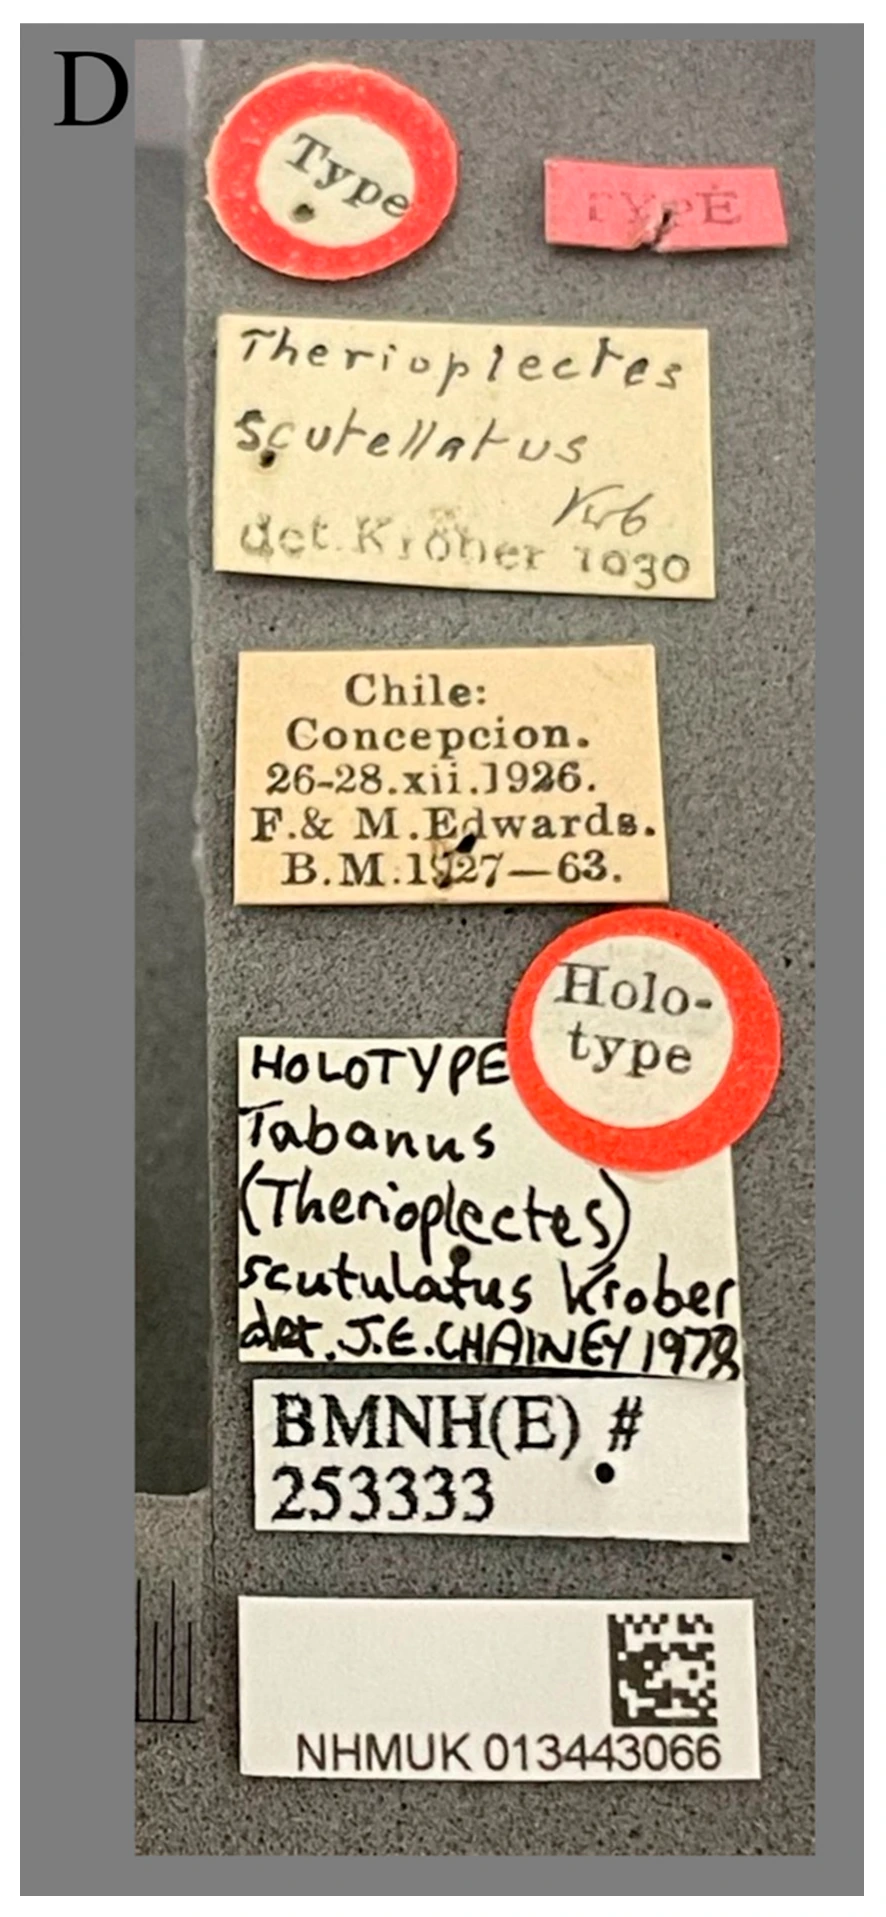 D
Type
TYPE
Therioplectes
scutellatus
Krb
det. Kröber 1930
Chile:
Concepcion.
26-28.xii.1926.
F.& M.Edwards.
B.M.1927—63.
Holo-
type
HOLOTYPE
Tabanus
(Therioplectes)
scutulatus Krober
det. J.E.CHAINEY 1978
BMNH(E) #
253333
NHMUK 013443066